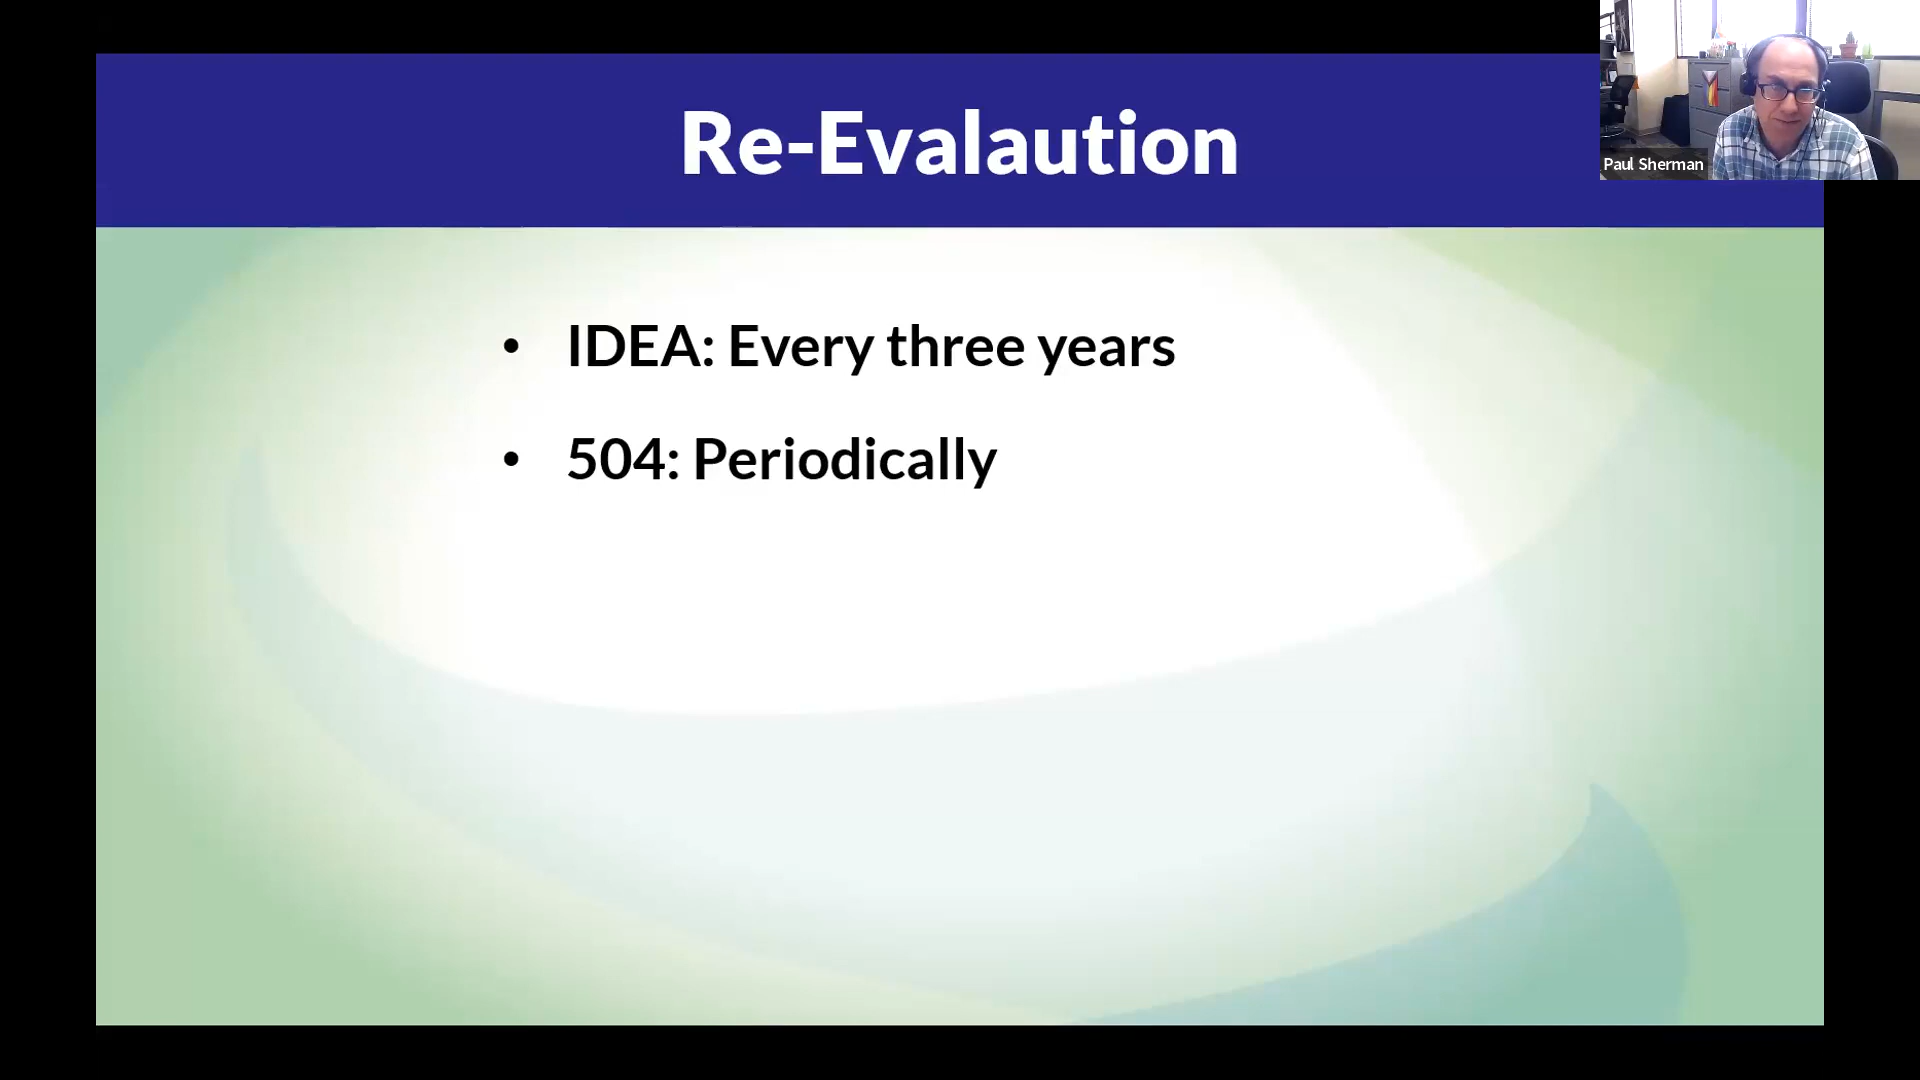 Re-Evalaution
Paul Sherman
• IDEA: Every three years
• 504: Periodically